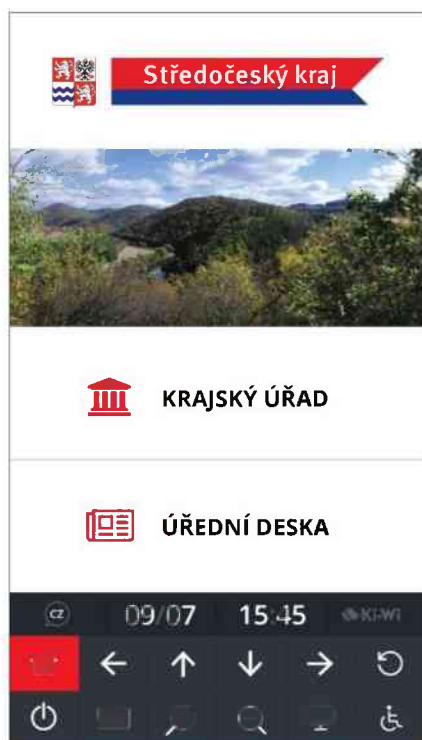 Středočeský kraj
KRAJSKÝ ÚŘAD
ÚŘEDNÍ DESKA
CZ 09/07 15:45 Ki-Wi